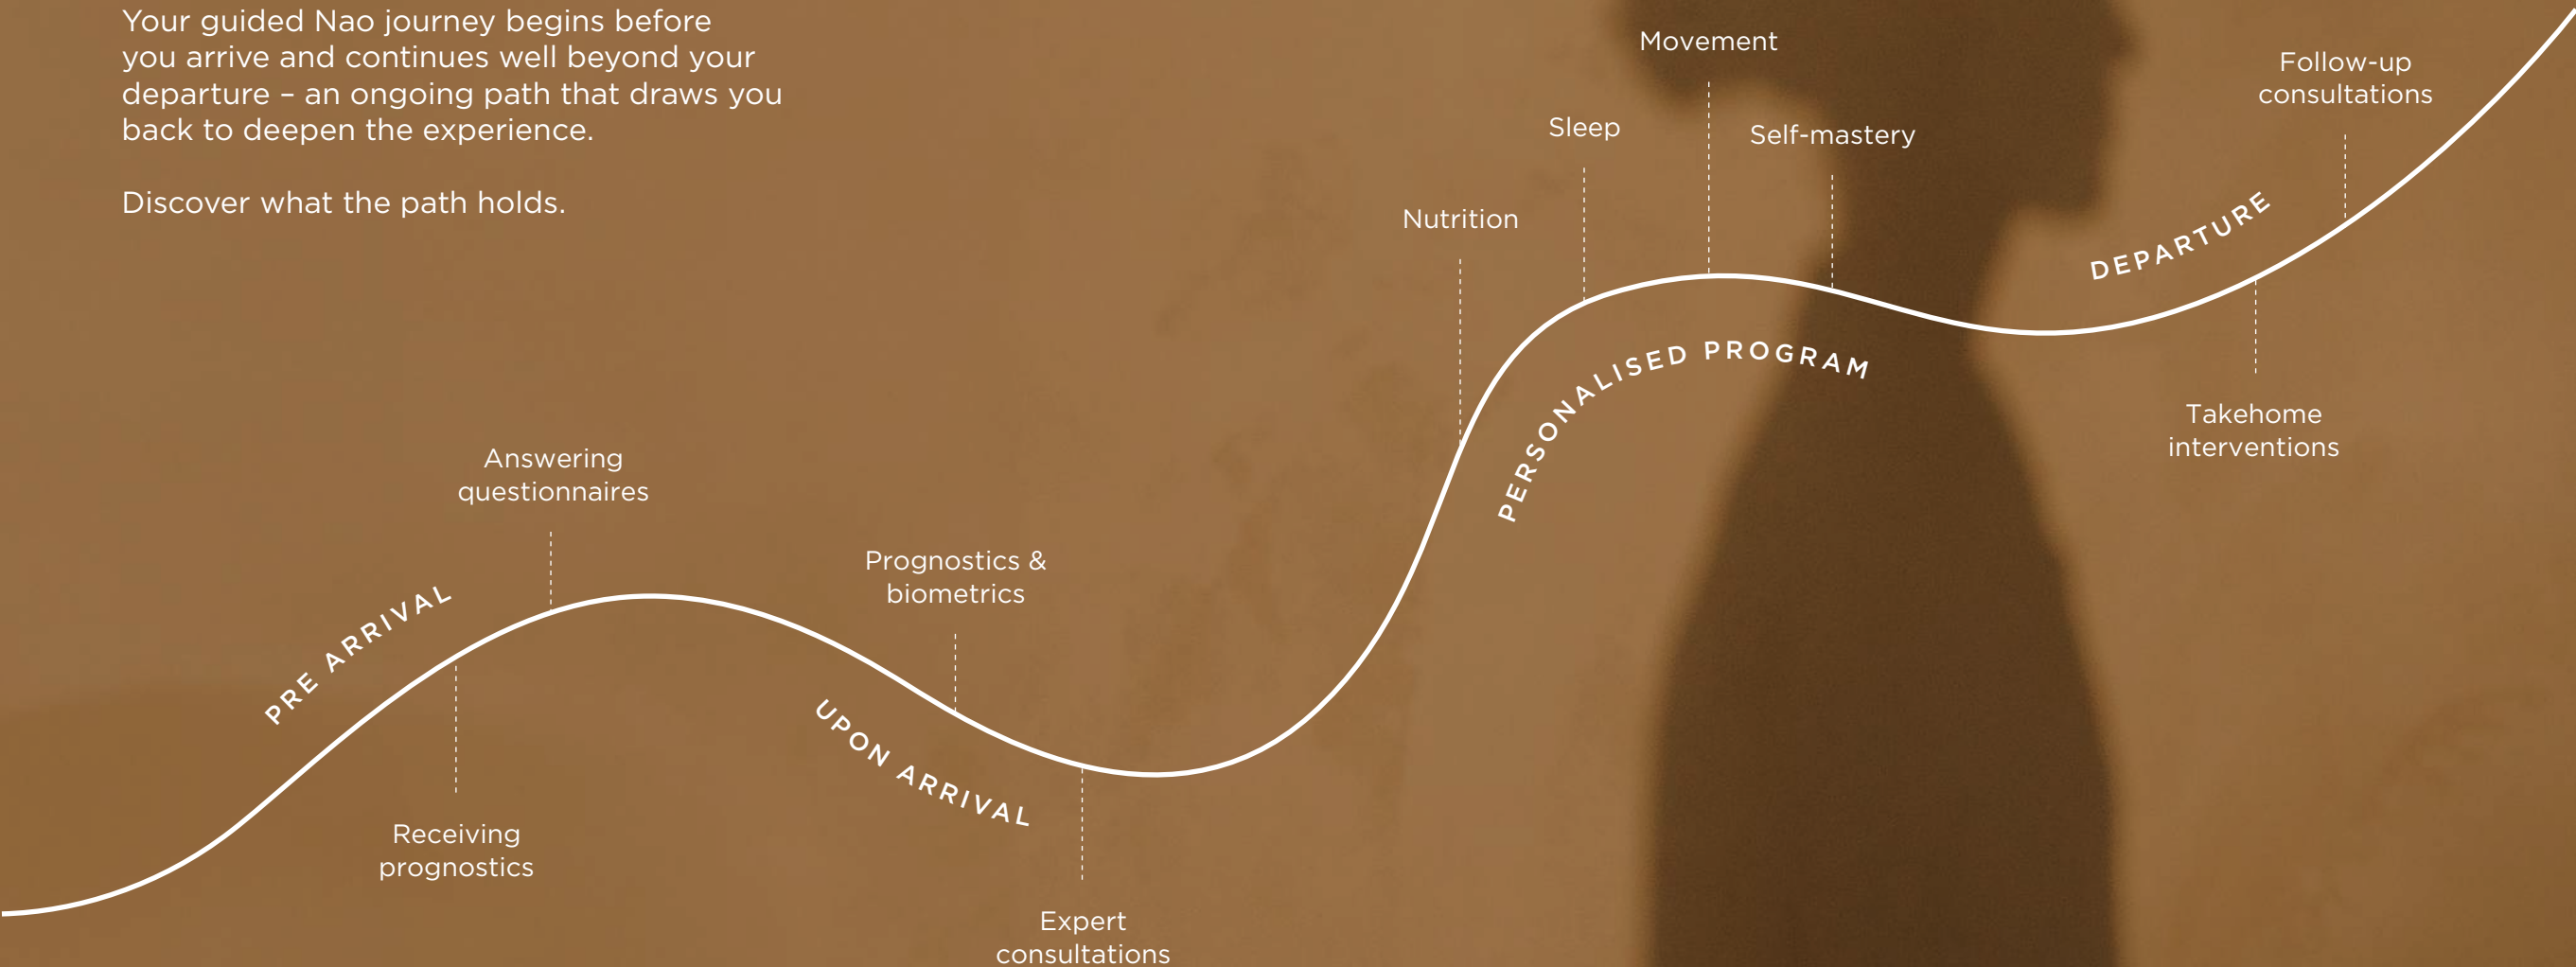 Your guided Nao journey begins before
you arrive and continues well beyond your
departure – an ongoing path that draws you
back to deepen the experience.
Discover what the path holds.
PRE ARRIVAL
Receiving
prognostics
Answering
questionnaires
UPON ARRIVAL
Prognostics &
biometrics
Expert
consultations
PERSONALISED PROGRAM
Nutrition
Sleep
Movement
Self-mastery
DEPARTURE
Takehome
interventions
Follow-up
consultations